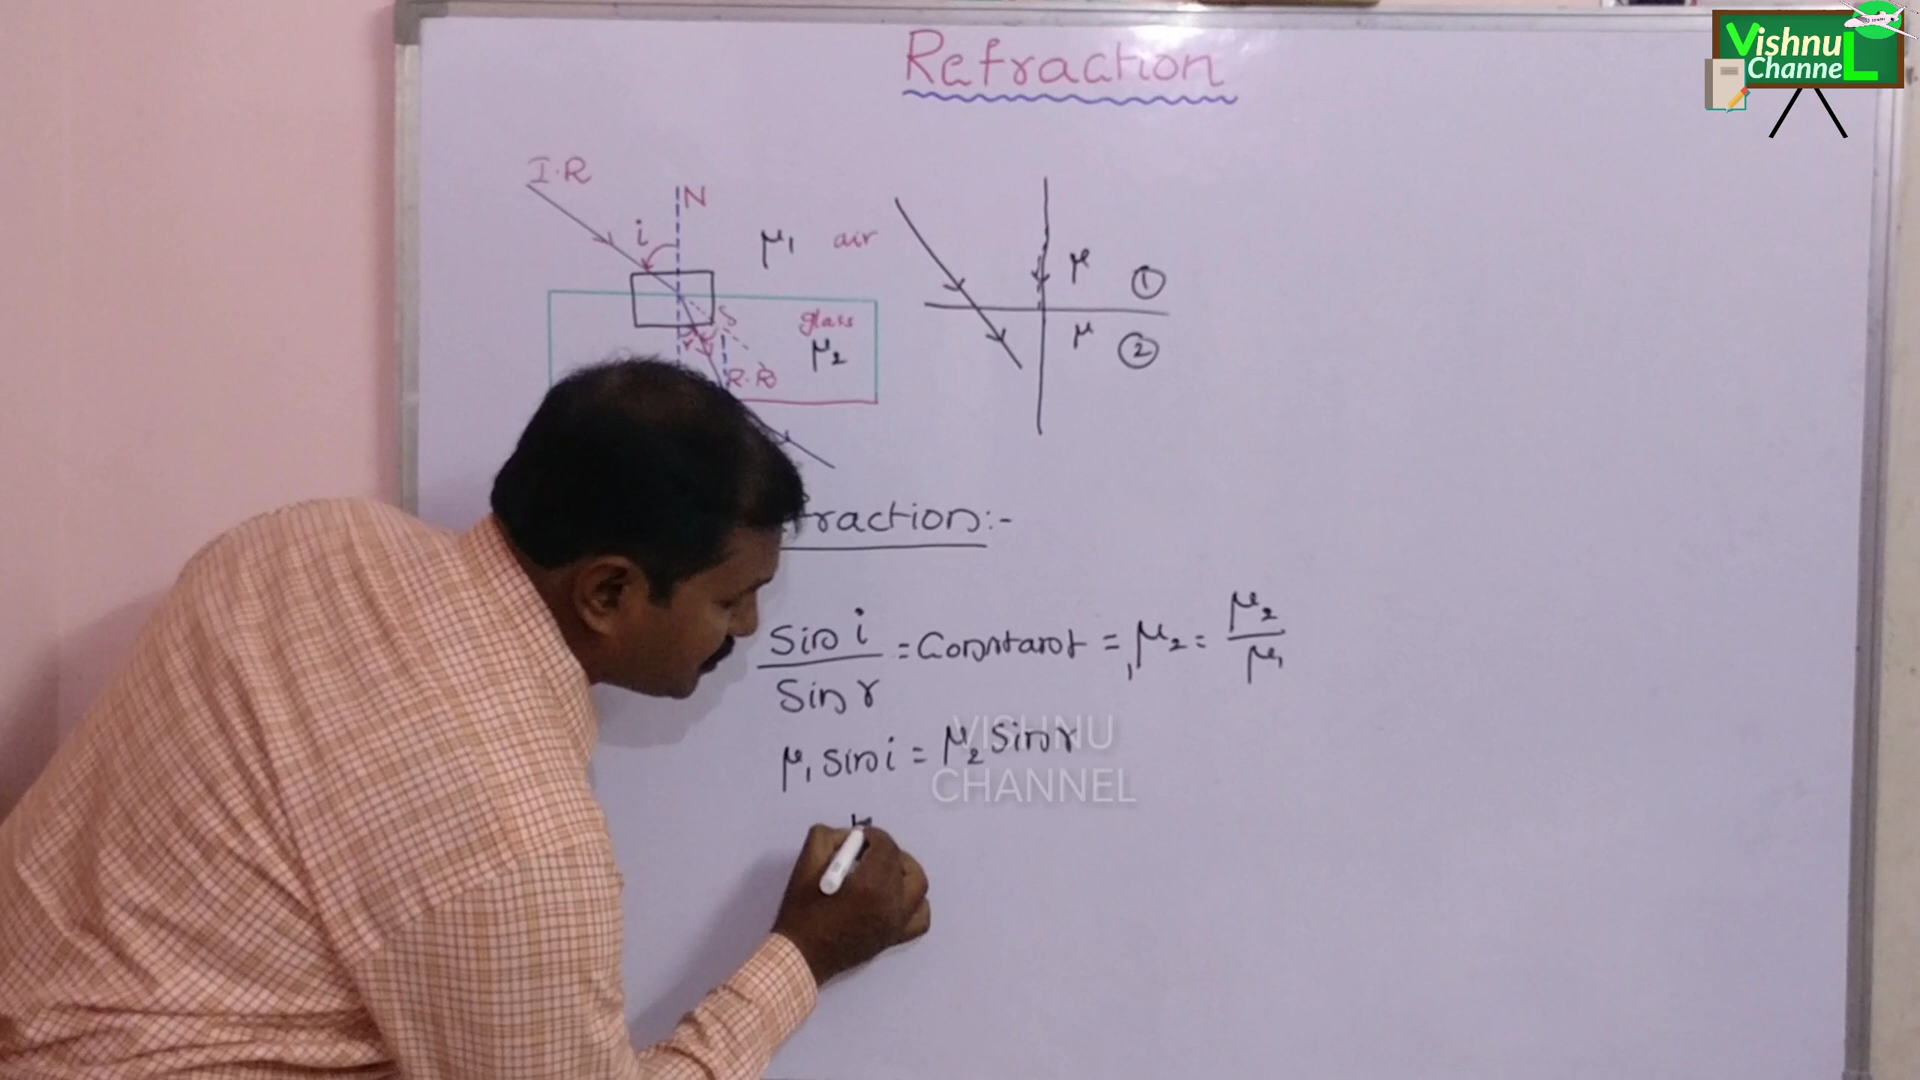 Vishnu
ChanneL
Refraction
I.R
N
i
μ1 air
μ ①
μ ②
glass
μ2
r
R.R
fraction:-
Sin i / Sin r = Constant = 1μ2 = μ2 / μ1
μ1 sin i = μ2 sin r
VISHNU
CHANNEL